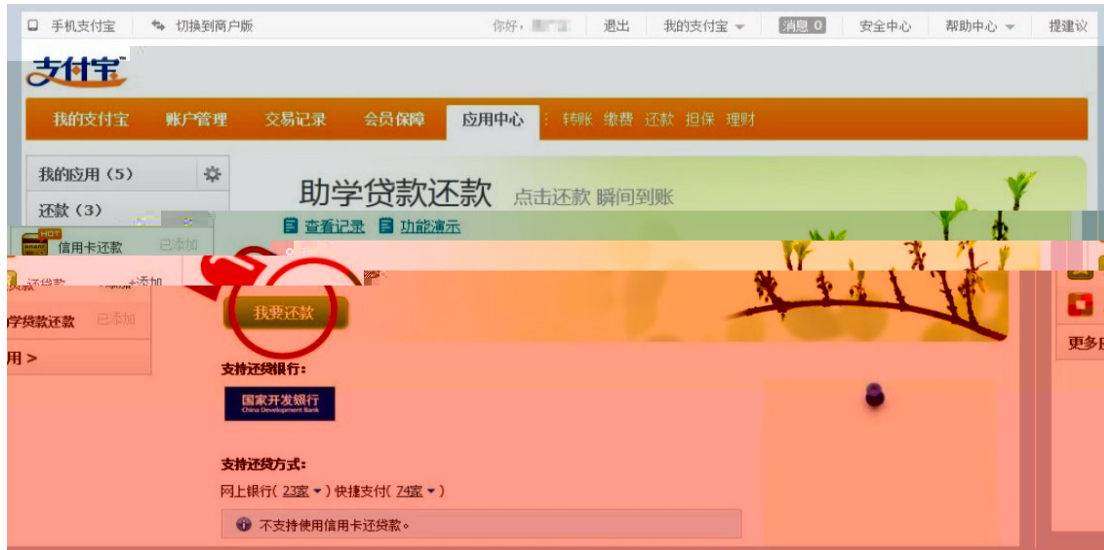 手机支付宝 切换到商户版 你好, 退出 我的支付宝 消息 0 安全中心 帮助中心 提建议
支付宝
我的支付宝 账户管理 交易记录 会员保障 应用中心 转账 缴费 还款 担保 理财
我的应用（5）
还款（3）
助学贷款还款 点击还款 瞬间到账
查看记录 功能演示
HOT
信用卡还款 已添加
还贷款 +添加
学贷款还款 已添加
用 >
我要还款
更多
支持还贷银行：
国家开发银行
China Development Bank
支持还贷方式：
网上银行( 23家 ) 快捷支付( 74家 )
不支持使用信用卡还贷款。